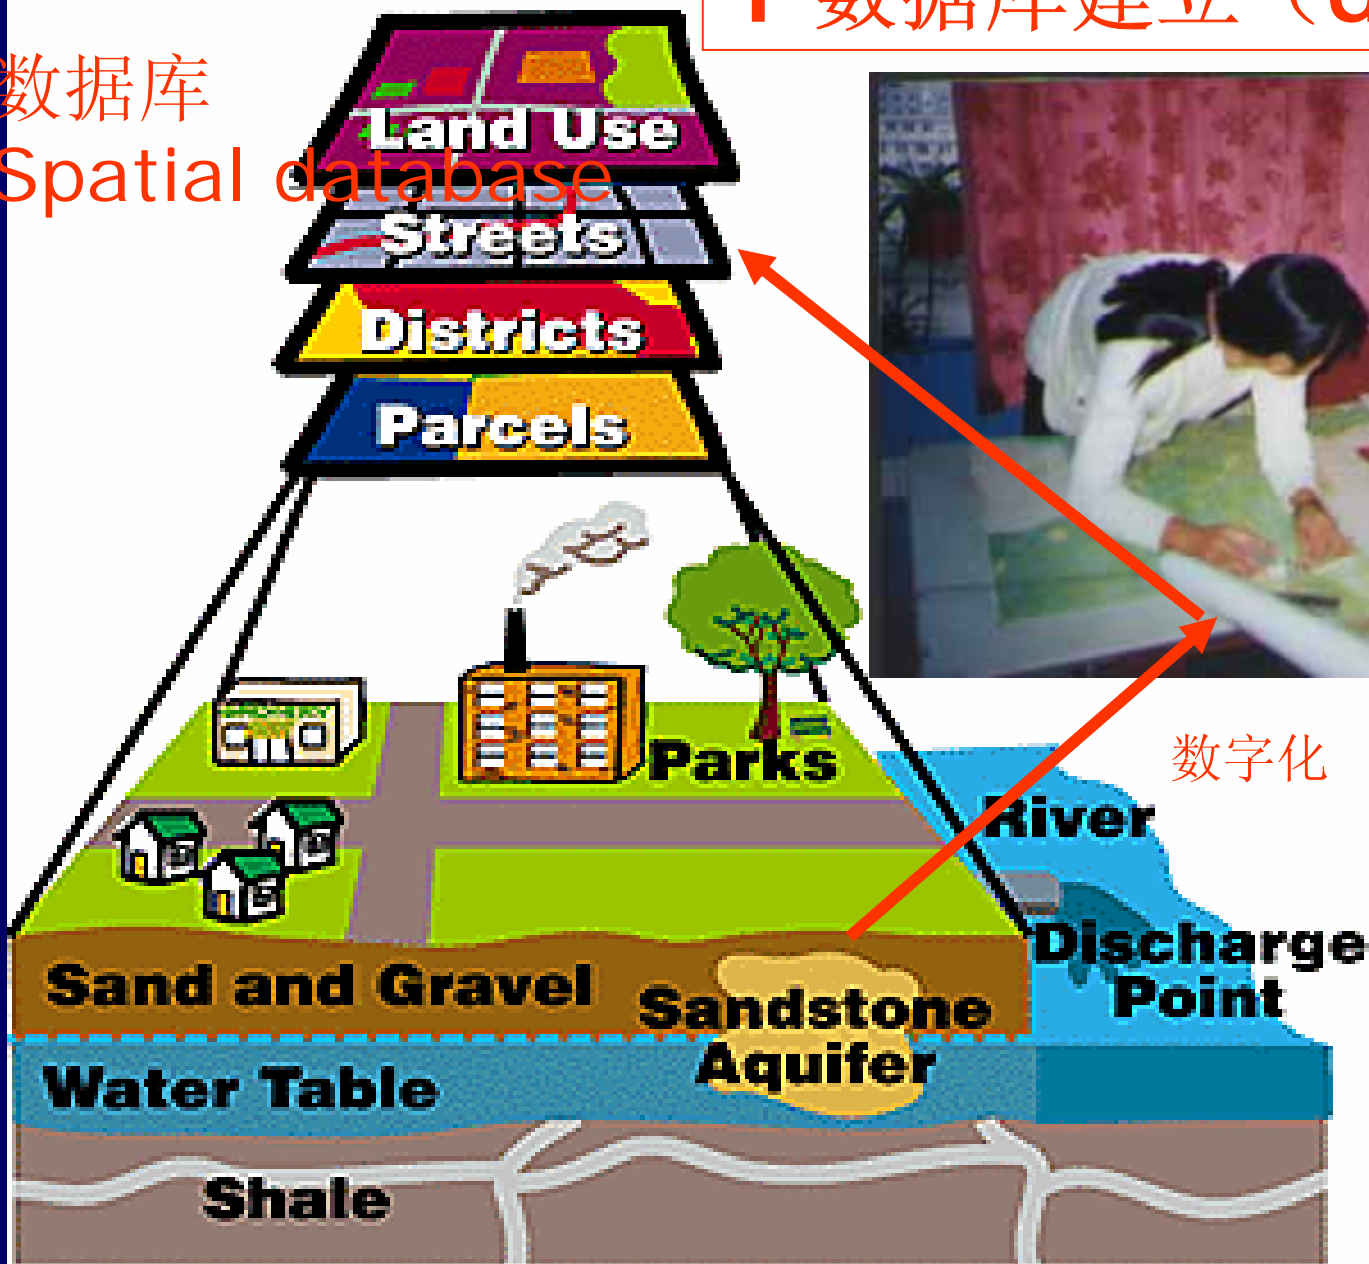 数据库建立（
数据库
Spatial database
Land Use
Streets
Districts
Parcels
Parks
数字化
River
Discharge
Point
Sand and Gravel
Sandstone
Aquifer
Water Table
Shale